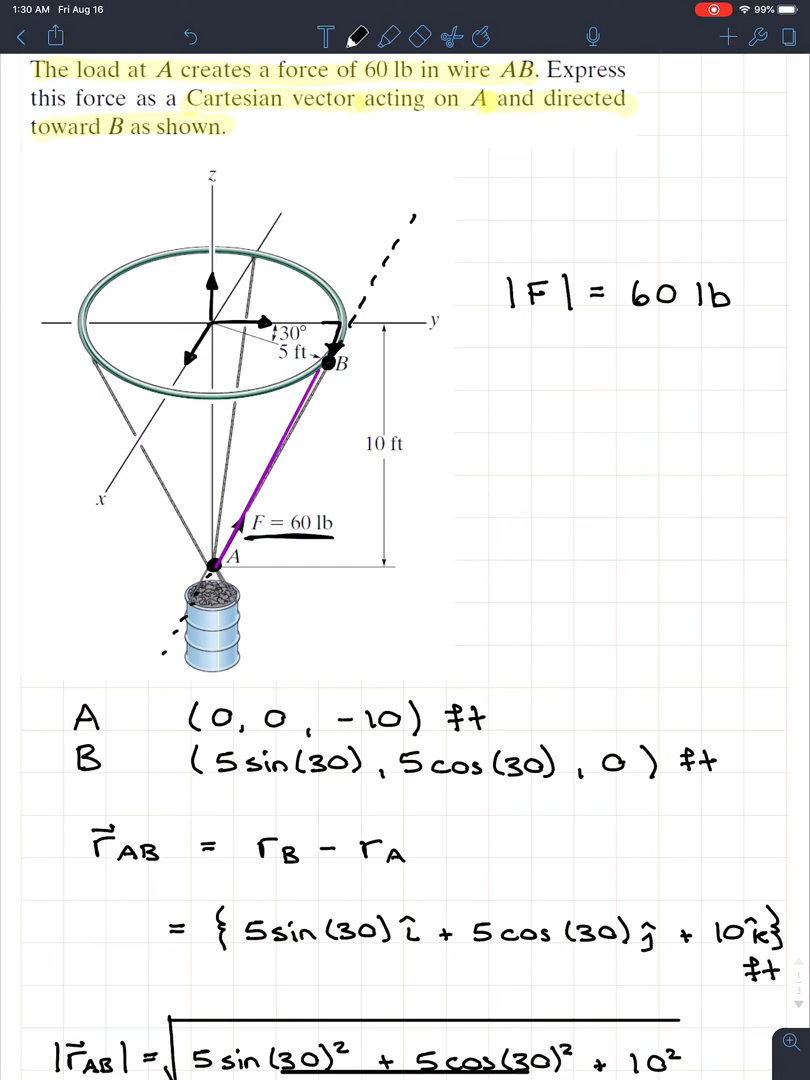 1:30 AM Fri Aug 16
99%
T
The load at A creates a force of 60 lb in wire AB. Express
this force as a Cartesian vector acting on A and directed
toward B as shown.
z
|F| = 60 lb
y
30°
5 ft
B
10 ft
x
F = 60 lb
A
A (0, 0, -10) ft
B (5 sin(30), 5 cos(30), 0) ft
r⃗AB = rB - rA
= { 5 sin(30) î + 5 cos(30) ĵ + 10 k̂}
ft
|r⃗AB| = √5 sin(30)² + 5 cos(30)² + 10²